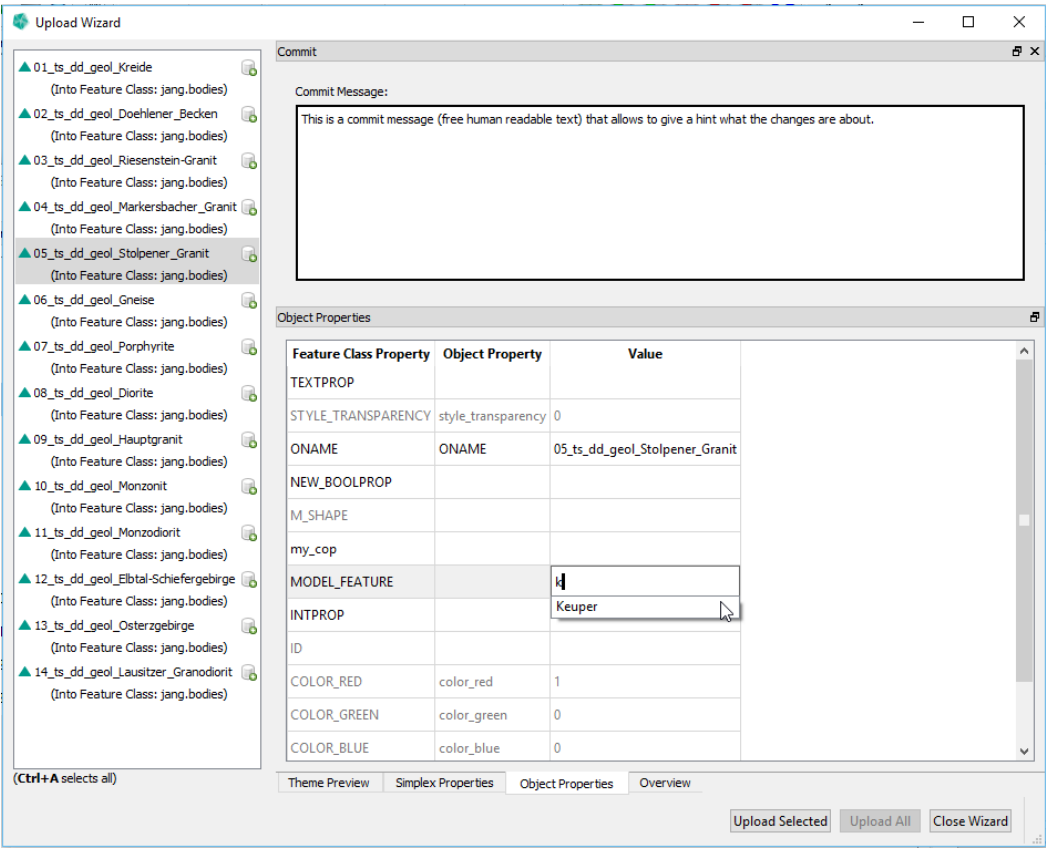 Upload Wizard
01_ts_dd_geol_Kreide
(Into Feature Class: jang.bodies)
02_ts_dd_geol_Doehlener_Becken
(Into Feature Class: jang.bodies)
03_ts_dd_geol_Riesenstein-Granit
(Into Feature Class: jang.bodies)
04_ts_dd_geol_Markersbacher_Granit
(Into Feature Class: jang.bodies)
05_ts_dd_geol_Stolpener_Granit
(Into Feature Class: jang.bodies)
06_ts_dd_geol_Gneise
(Into Feature Class: jang.bodies)
07_ts_dd_geol_Porphyrite
(Into Feature Class: jang.bodies)
08_ts_dd_geol_Diorite
(Into Feature Class: jang.bodies)
09_ts_dd_geol_Hauptgranit
(Into Feature Class: jang.bodies)
10_ts_dd_geol_Monzonit
(Into Feature Class: jang.bodies)
11_ts_dd_geol_Monzodiorit
(Into Feature Class: jang.bodies)
12_ts_dd_geol_Elbtal-Schiefergebirge
(Into Feature Class: jang.bodies)
13_ts_dd_geol_Osterzgebirge
(Into Feature Class: jang.bodies)
14_ts_dd_geol_Lausitzer_Granodiorit
(Into Feature Class: jang.bodies)
(Ctrl+A selects all)
Commit
Commit Message:
This is a commit message (free human readable text) that allows to give a hint what the changes are about.
Object Properties
Feature Class Property Object Property Value
TEXTPROP
STYLE_TRANSPARENCY style_transparency 0
ONAME ONAME 05_ts_dd_geol_Stolpener_Granit
NEW_BOOLPROP
M_SHAPE
my_cop
MODEL_FEATURE k
Keuper
INTPROP
ID
COLOR_RED color_red 1
COLOR_GREEN color_green 0
COLOR_BLUE color_blue 0
Theme Preview Simplex Properties Object Properties Overview
Upload Selected Upload All Close Wizard